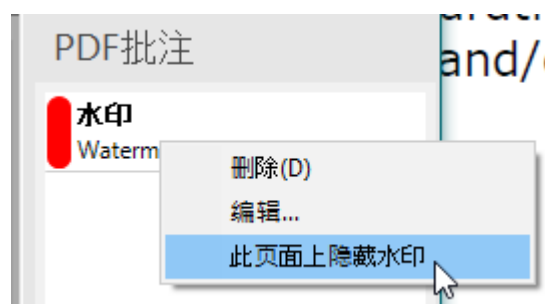 PDF批注
and/
水印
Waterm
删除(D)
编辑...
此页面上隐藏水印